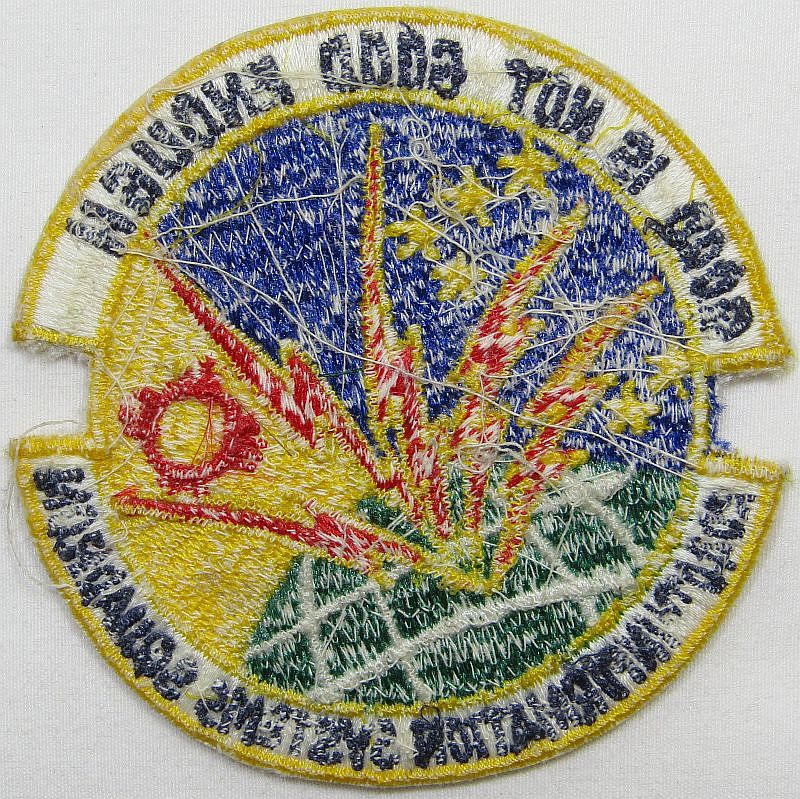 GOOD IS NOT GOOD ENOUGH
INFORMATION SYSTEMS SQUADRON